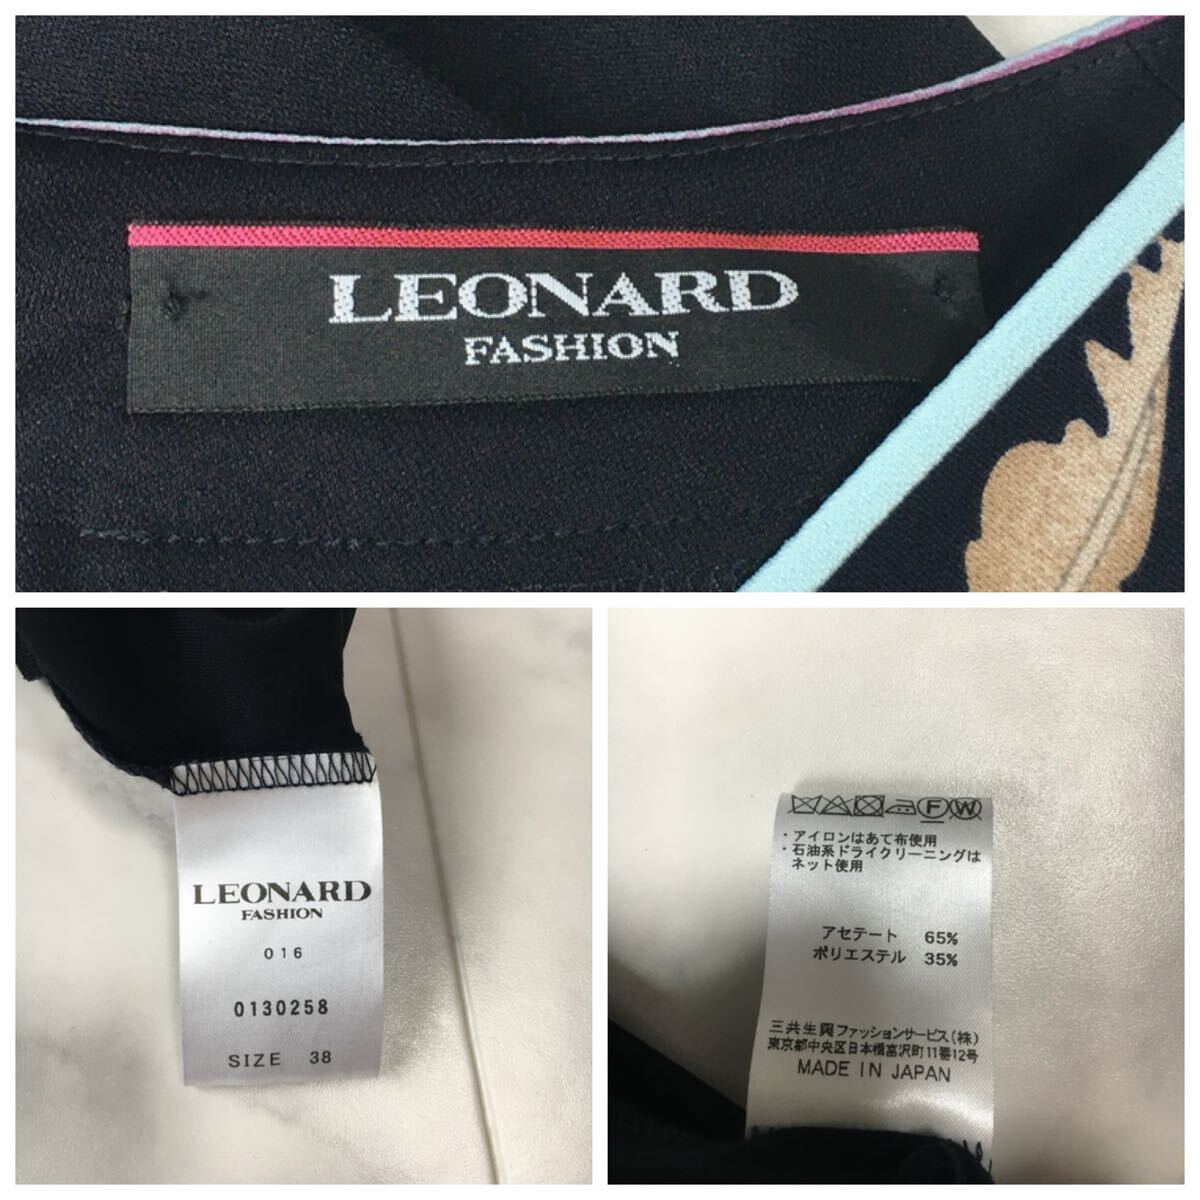 LEONARD
FASHION
LEONARD
FASHION
016
0130258
SIZE 38
F W
・アイロンはあて布使用
・石油系ドライクリーニングは
ネット使用
アセテート 65%
ポリエステル 35%
三共生興ファッションサービス(株)
東京都中央区日本橋富沢町11番12号
MADE IN JAPAN